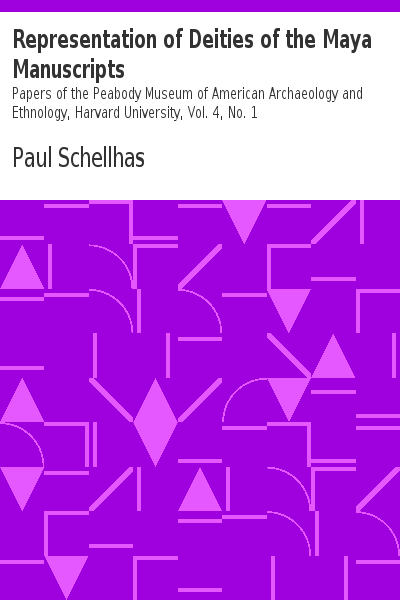 Representation of Deities of the Maya
Manuscripts
Papers of the Peabody Museum of American Archaeology and
Ethnology, Harvard University, Vol. 4, No. 1
Paul Schellhas